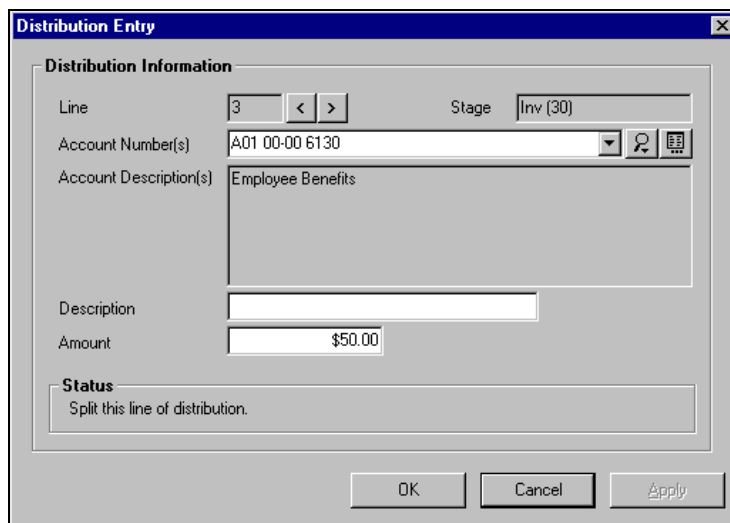 Distribution Entry
Distribution Information
Line 3 < > Stage Inv (30)
Account Number(s) A01 00-00 6130
Account Description(s) Employee Benefits
Description
Amount $50.00
Status
Split this line of distribution.
OK Cancel Apply